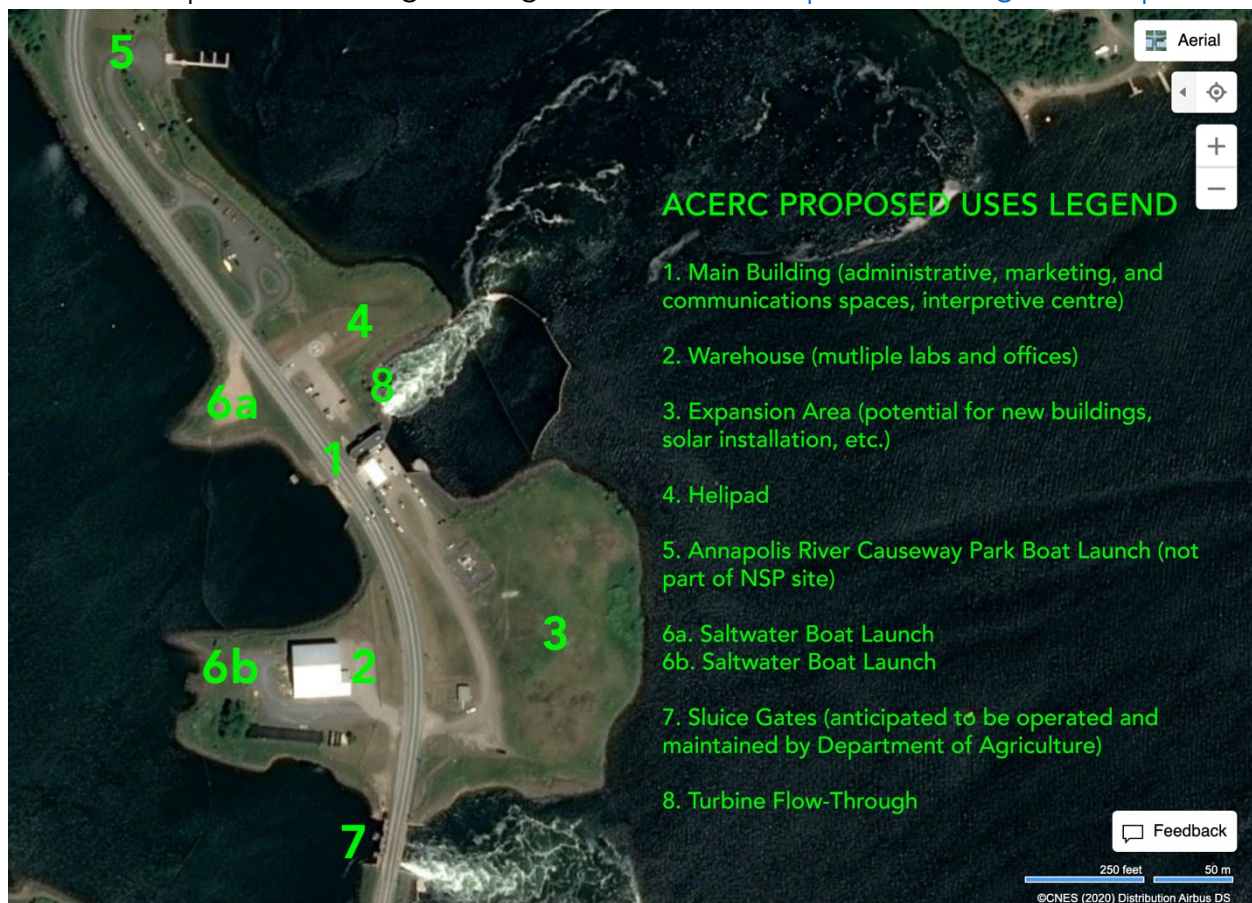 5
Aerial
ACERC PROPOSED USES LEGEND
1. Main Building (administrative, marketing, and
communications spaces, interpretive centre)
4
2. Warehouse (mutliple labs and offices)
8
6a
3. Expansion Area (potential for new buildings,
solar installation, etc.)
1
4. Helipad
5. Annapolis River Causeway Park Boat Launch (not
part of NSP site)
3
6a. Saltwater Boat Launch
6b. Saltwater Boat Launch
6b
2
7. Sluice Gates (anticipated to be operated and
maintained by Department of Agriculture)
8. Turbine Flow-Through
7
Feedback
250 feet
50 m
©CNES (2020) Distribution Airbus DS